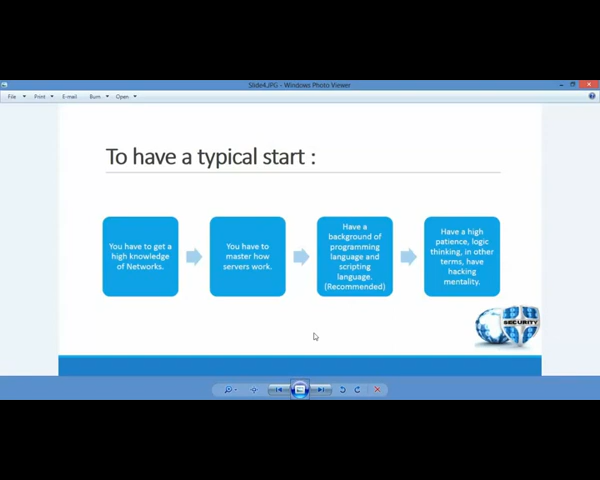 Slide4.JPG - Windows Photo Viewer
File Print E-mail Burn Open
To have a typical start :
You have to get a
high knowledge
of Networks.
You have to
master how
servers work.
Have a
background of
programming
language and
scripting
language.
(Recommended)
Have a high
patience, logic
thinking, in other
terms, have
hacking
mentality.
SECURITY